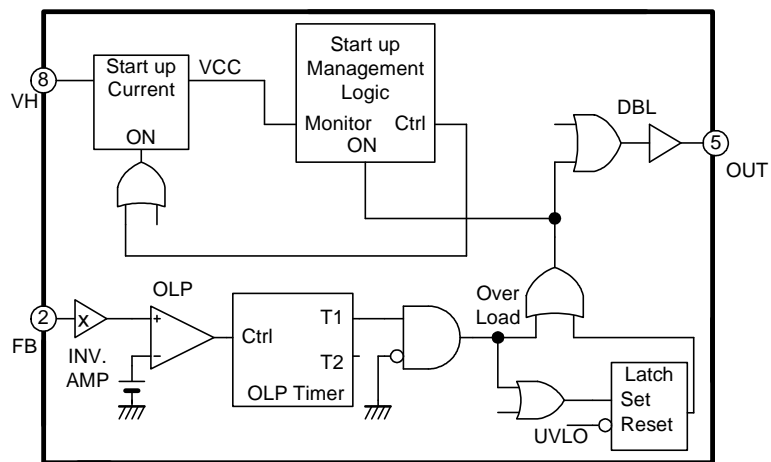 Start up
Current
VCC
ON
8
VH
Start up
Management
Logic
Monitor Ctrl
ON
DBL
5
OUT
2
FB
x
INV.
AMP
OLP
+
−
Ctrl
T1
T2
OLP Timer
Over
Load
Latch
Set
Reset
UVLO